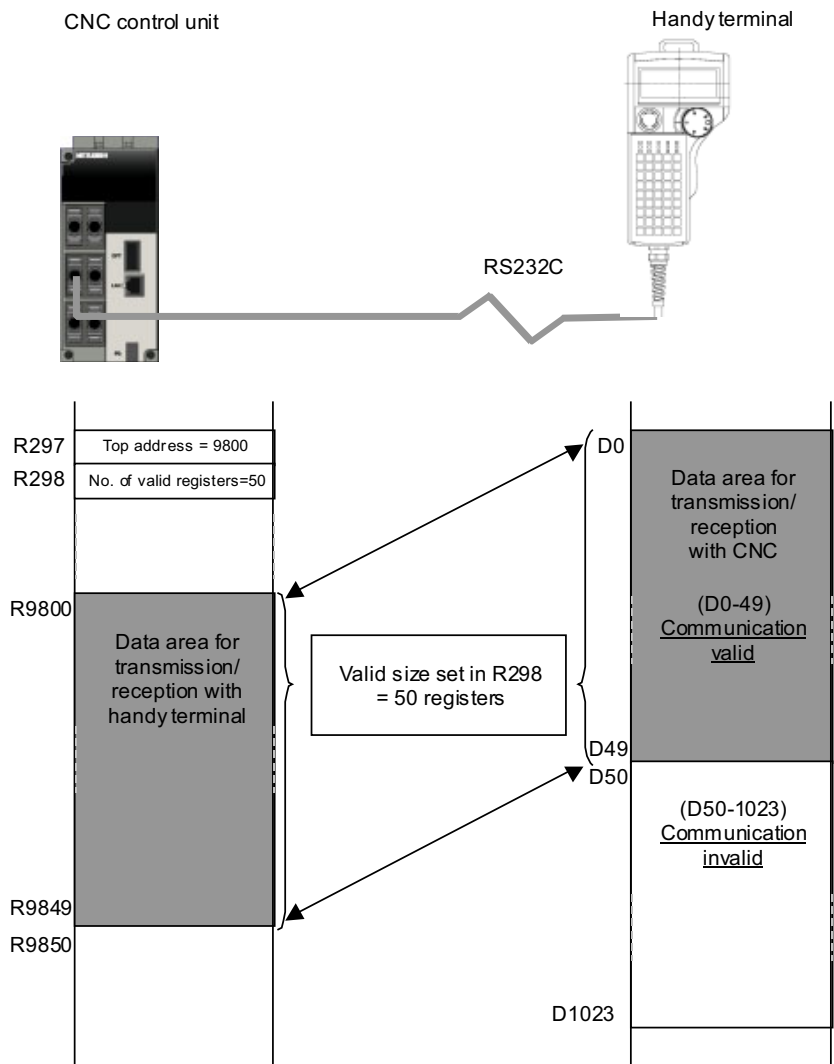 CNC control unit
Handy terminal
RS232C
R297
Top address = 9800
R298
No. of valid registers=50
R9800
Data area for
transmission/
reception with
handy terminal
R9849
R9850
Valid size set in R298
= 50 registers
D0
Data area for
transmission/
reception
with CNC
(D0-49)
Communication
valid
D49
D50
(D50-1023)
Communication
invalid
D1023